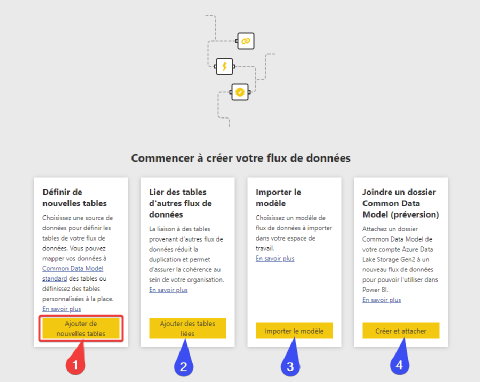 Commencer à créer votre flux de données
Définir de
nouvelles tables
Choisissez une source de
données pour définir les
tables de votre flux de
données. Vous pouvez
mapper vos données à
Common Data Model
standard des tables ou
définissez des tables
personnalisées à la place.
En savoir plus
Ajouter de
nouvelles tables
1
Lier des tables
d'autres flux de
données
La liaison à des tables
provenant d'autres flux de
données réduit la
duplication et permet
d'assurer la cohérence au
sein de votre organisation.
En savoir plus
Ajouter des tables
liées
2
Importer le
modèle
Choisissez un modèle de
flux de données à importer
dans votre espace de
travail.
En savoir plus
Importer le modèle
3
Joindre un dossier
Common Data
Model (préversion)
Attachez un dossier
Common Data Model de
votre compte Azure Data
Lake Storage Gen2 à un
nouveau flux de données
pour pouvoir l'utiliser dans
Power BI.
En savoir plus
Créer et attacher
4